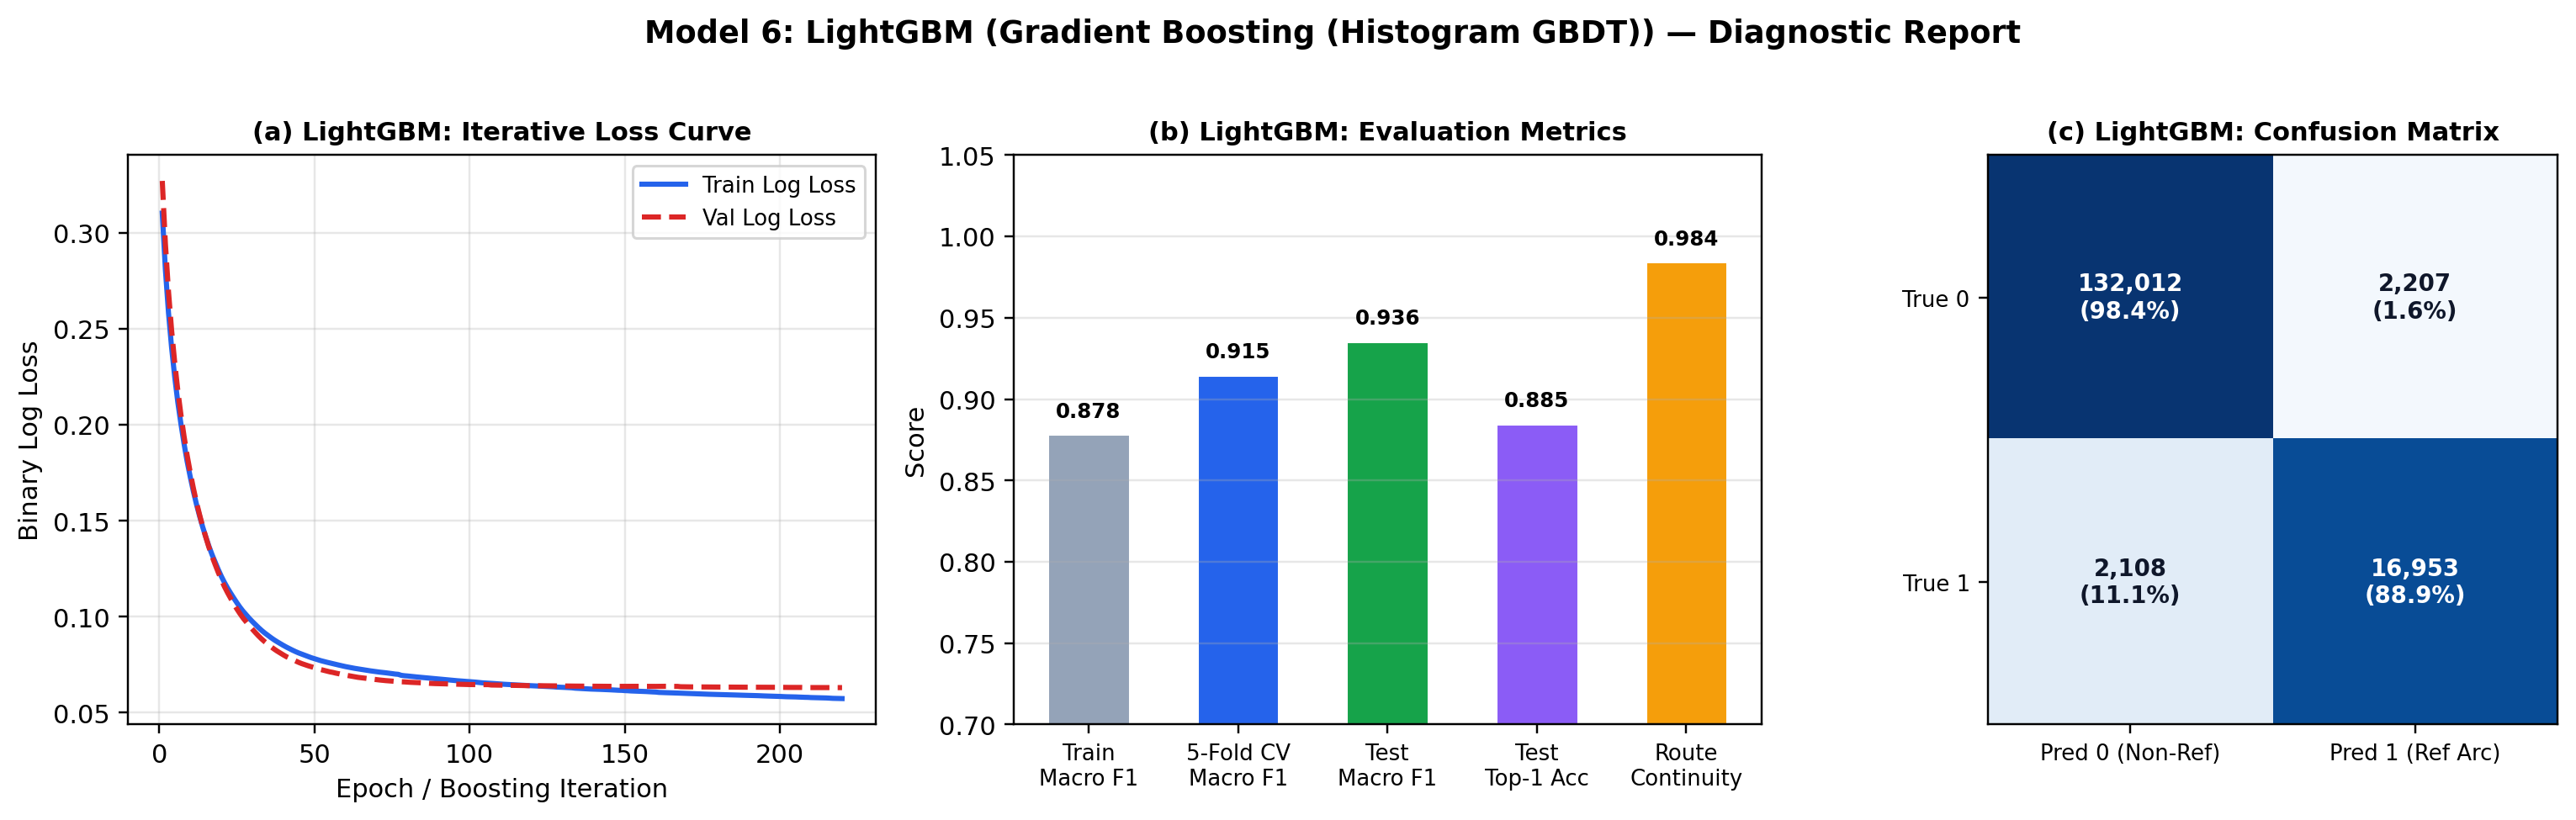 Model 6: LightGBM (Gradient Boosting (Histogram GBDT)) — Diagnostic Report
(a) LightGBM: Iterative Loss Curve
Train Log Loss
Val Log Loss
Binary Log Loss
0.30
0.25
0.20
0.15
0.10
0.05
0
50
100
150
200
Epoch / Boosting Iteration
(b) LightGBM: Evaluation Metrics
Score
1.05
1.00
0.95
0.90
0.85
0.80
0.75
0.70
0.878
0.915
0.936
0.885
0.984
Train
Macro F1
5-Fold CV
Macro F1
Test
Macro F1
Test
Top-1 Acc
Route
Continuity
(c) LightGBM: Confusion Matrix
True 0
132,012
(98.4%)
2,207
(1.6%)
True 1
2,108
(11.1%)
16,953
(88.9%)
Pred 0 (Non-Ref)
Pred 1 (Ref Arc)